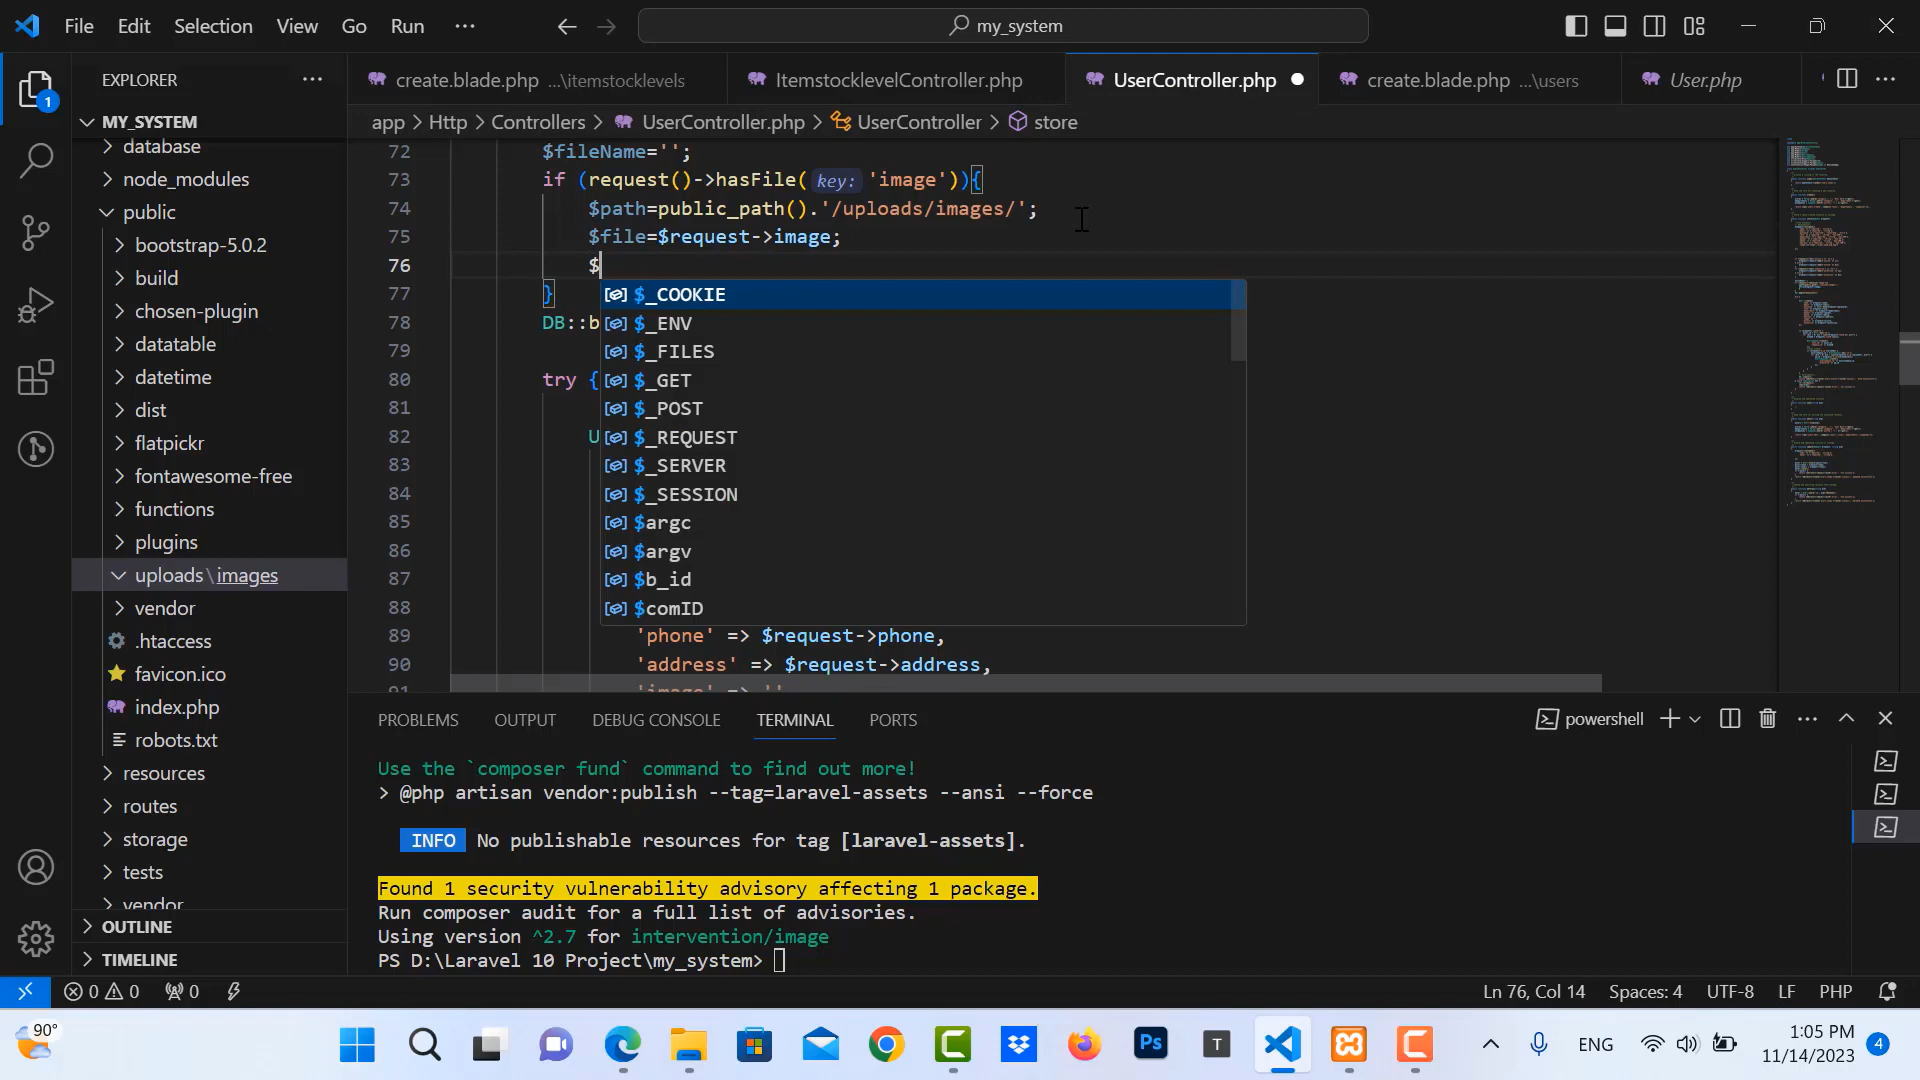 File Edit Selection View Go Run ··· my_system
EXPLORER ···
create.blade.php ...\itemstocklevels ItemstocklevelController.php UserController.php create.blade.php ...\users User.php ···
app > Http > Controllers > UserController.php > UserController > store
MY_SYSTEM
database
node_modules
public
bootstrap-5.0.2
build
chosen-plugin
datatable
datetime
dist
flatpickr
fontawesome-free
functions
plugins
uploads\images
vendor
.htaccess
favicon.ico
index.php
robots.txt
resources
routes
storage
tests
vendor
OUTLINE
TIMELINE
1
72 $fileName='';
73 if (request()->hasFile(key: 'image')){
74 $path=public_path().'/uploads/images/';
75 $file=$request->image;
76 $
77 }
78 DB::b
79
80 try {
81
82 U
83
84
85
86
87
88
89 'phone' => $request->phone,
90 'address' => $request->address,
91 'image' => ''
$_COOKIE
$_ENV
$_FILES
$_GET
$_POST
$_REQUEST
$_SERVER
$_SESSION
$argc
$argv
$b_id
$comID
PROBLEMS OUTPUT DEBUG CONSOLE TERMINAL PORTS powershell ···
Use the `composer fund` command to find out more!
> @php artisan vendor:publish --tag=laravel-assets --ansi --force
INFO No publishable resources for tag [laravel-assets].
Found 1 security vulnerability advisory affecting 1 package.
Run composer audit for a full list of advisories.
Using version ^2.7 for intervention/image
PS D:\Laravel 10 Project\my_system>
0 0 0 Ln 76, Col 14 Spaces: 4 UTF-8 LF PHP
90° Ps T ENG 1:05 PM
11/14/2023 4